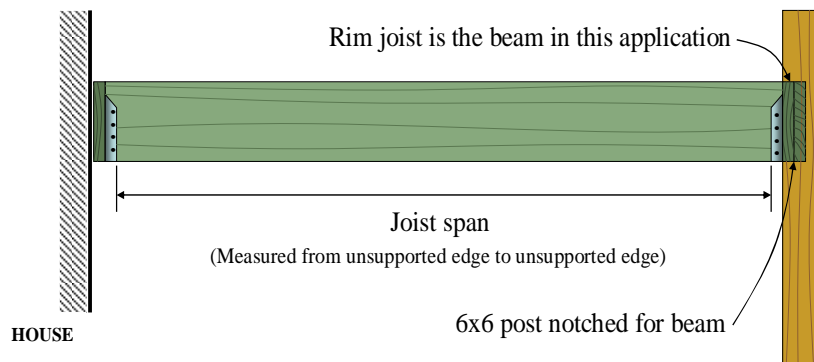 Rim joist is the beam in this application
Joist span
(Measured from unsupported edge to unsupported edge)
6x6 post notched for beam
HOUSE